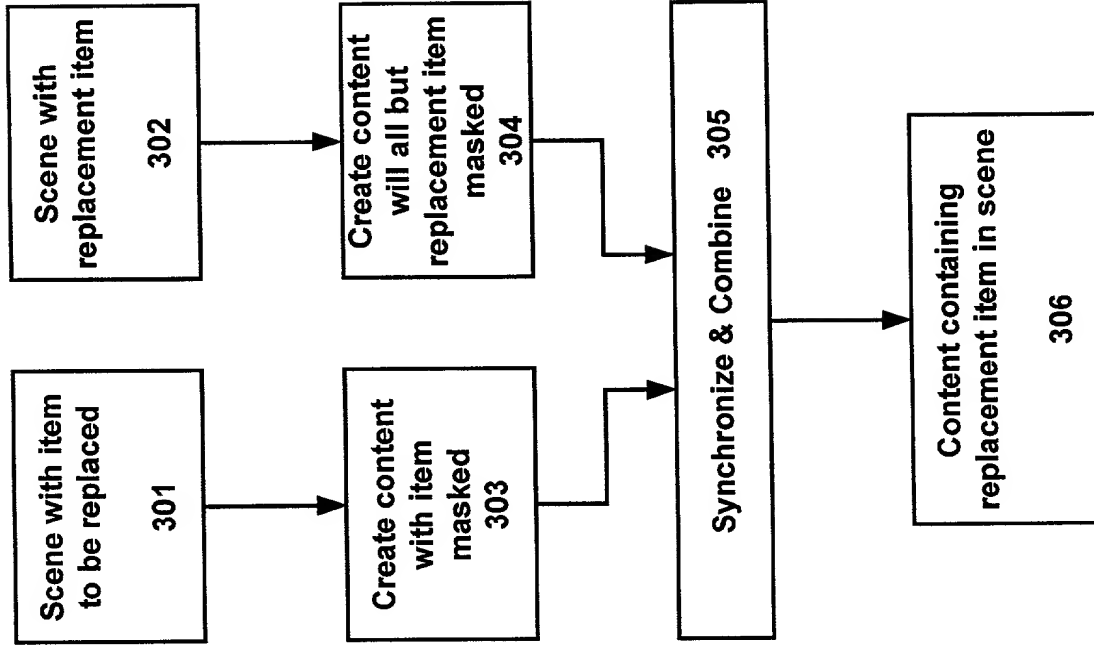 Scene with item
to be replaced
301
Scene with
replacement item
302
Create content
with item
masked
303
Create content
will all but
replacement item
masked
304
Synchronize & Combine 305
Content containing
replacement item in scene
306